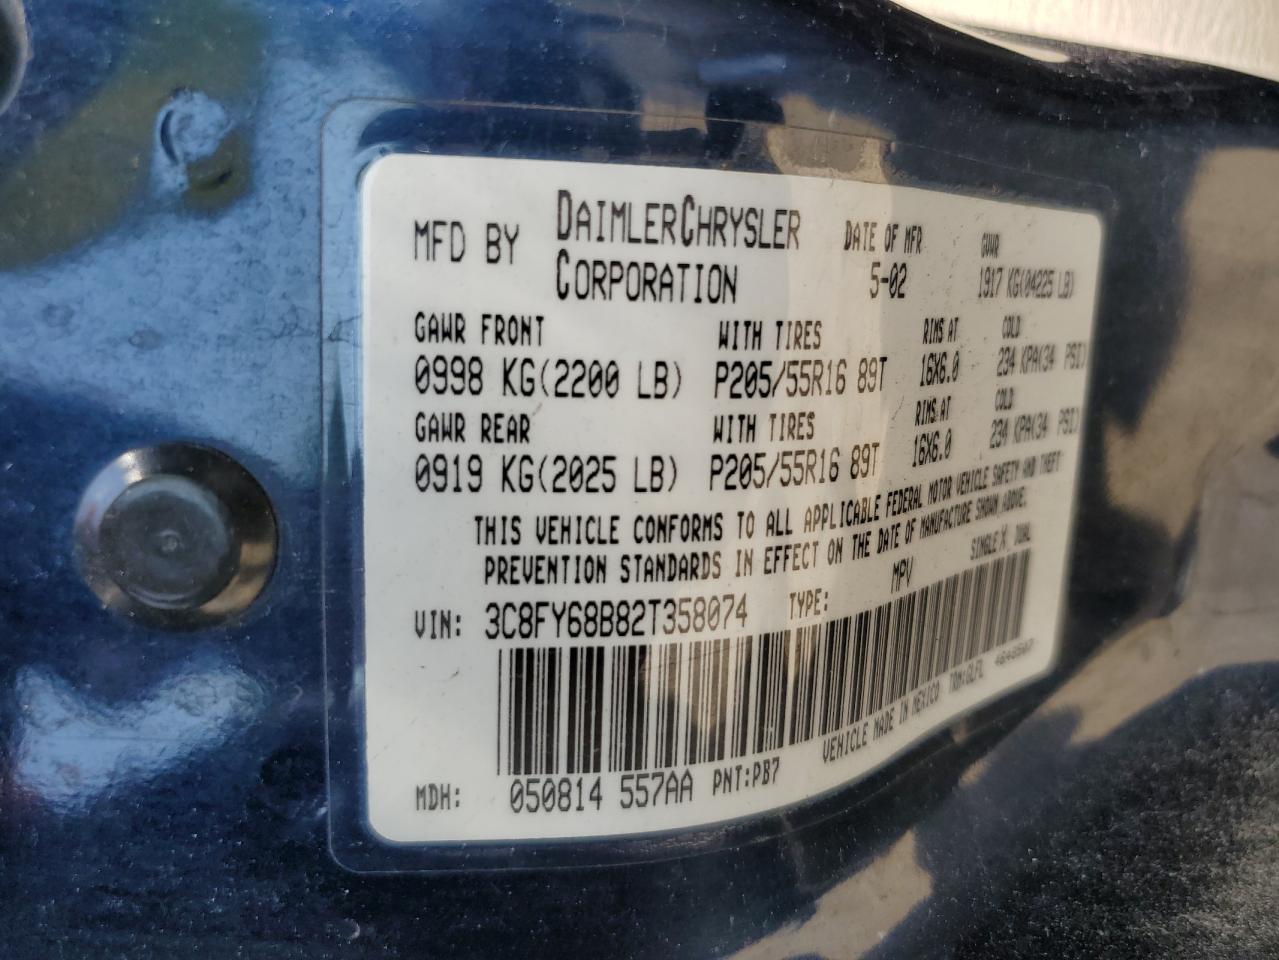 MFD BY DAIMLERCHRYSLER CORPORATION DATE OF MFR 5-02 GVWR 1917 KG(04225 LB)
GAWR FRONT WITH TIRES RIMS AT COLD
0998 KG(2200 LB) P205/55R16 89T 16X6.0 234 KPA(34 PSI)
GAWR REAR WITH TIRES RIMS AT COLD
0919 KG(2025 LB) P205/55R16 89T 16X6.0 234 KPA(34 PSI)
THIS VEHICLE CONFORMS TO ALL APPLICABLE FEDERAL MOTOR VEHICLE SAFETY AND THEFT
PREVENTION STANDARDS IN EFFECT ON THE DATE OF MANUFACTURE SHOWN ABOVE.
VIN: 3C8FY68B82T358074 TYPE: MPV SINGLE X DUAL
MDH: 050814 557AA PNT:PB7 VEHICLE MADE IN MEXICO TRM:GLFL